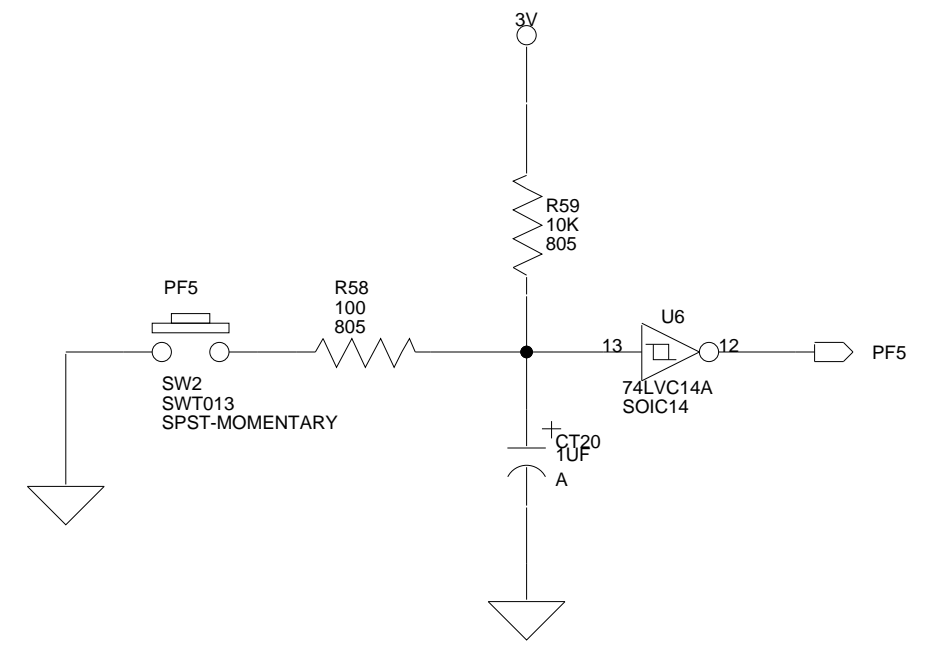 3V
R59
10K
805
PF5
R58
100
805
U6
13
12
PF5
74LVC14A
SOIC14
SW2
SWT013
SPST-MOMENTARY
CT20
1UF
A